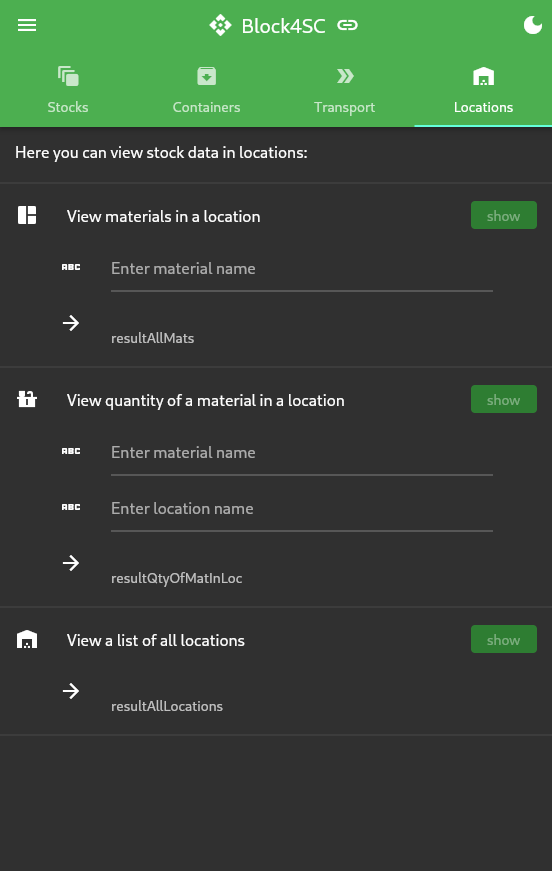 Block4SC
Stocks Containers Transport Locations
Here you can view stock data in locations:
View materials in a location show
ABC Enter material name
resultAllMats
View quantity of a material in a location show
ABC Enter material name
ABC Enter location name
resultQtyOfMatInLoc
View a list of all locations show
resultAllLocations